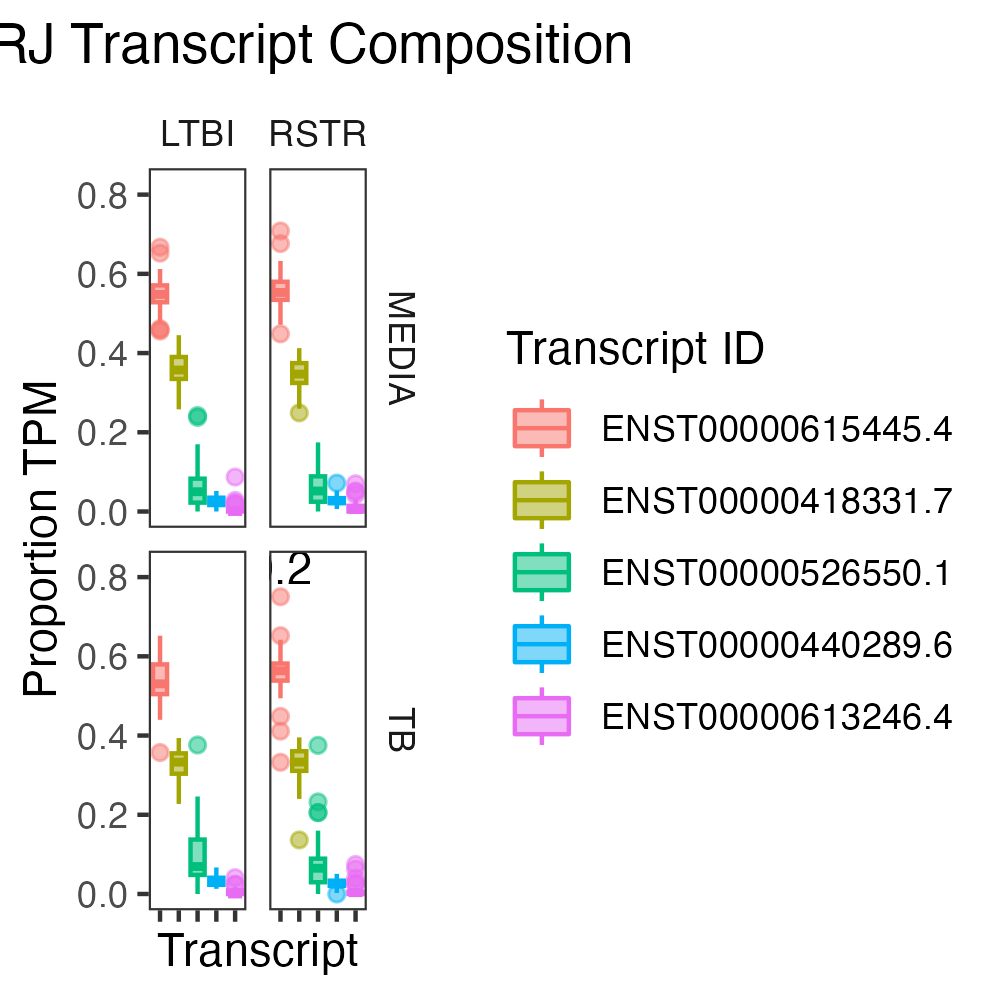 RJ Transcript Composition
LTBI RSTR
0.8
0.6
0.4
0.2
0.0
MEDIA
0.8
0.6
0.4
0.2
0.0
.2
TB
Proportion TPM
Transcript
Transcript ID
ENST00000615445.4
ENST00000418331.7
ENST00000526550.1
ENST00000440289.6
ENST00000613246.4